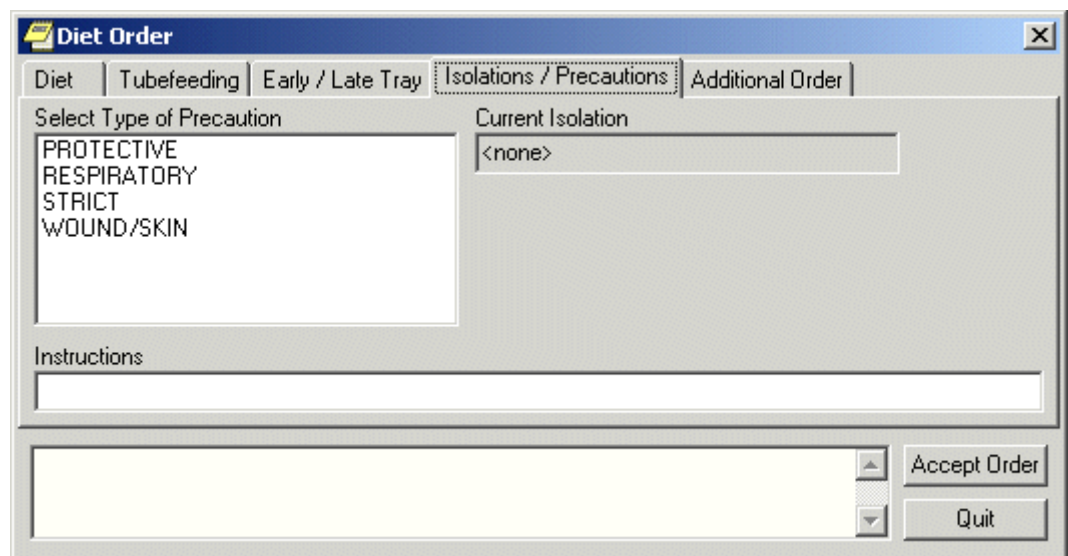 Diet Order
Diet Tubefeeding Early / Late Tray Isolations / Precautions Additional Order
Select Type of Precaution Current Isolation
PROTECTIVE <none>
RESPIRATORY
STRICT
WOUND/SKIN
Instructions
Accept Order
Quit